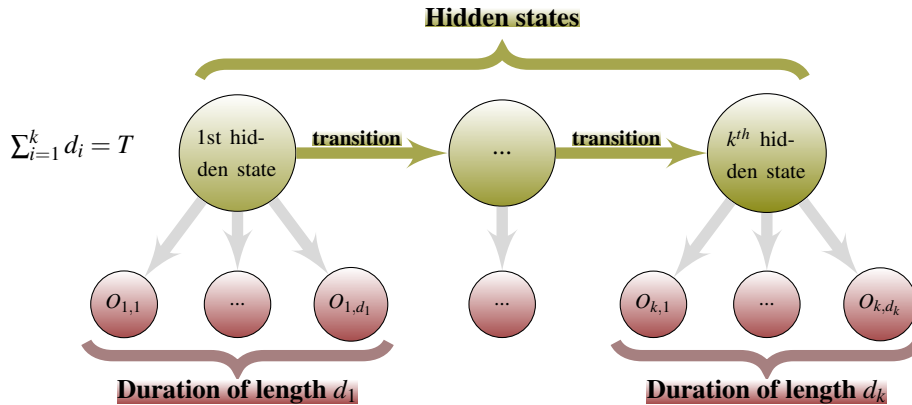 Hidden states
∑_{i=1}^{k} d_i = T
1st hid-
den state
transition
...
transition
k^{th} hid-
den state
O_{1,1}
...
O_{1,d_1}
...
O_{k,1}
...
O_{k,d_k}
Duration of length d_1
Duration of length d_k